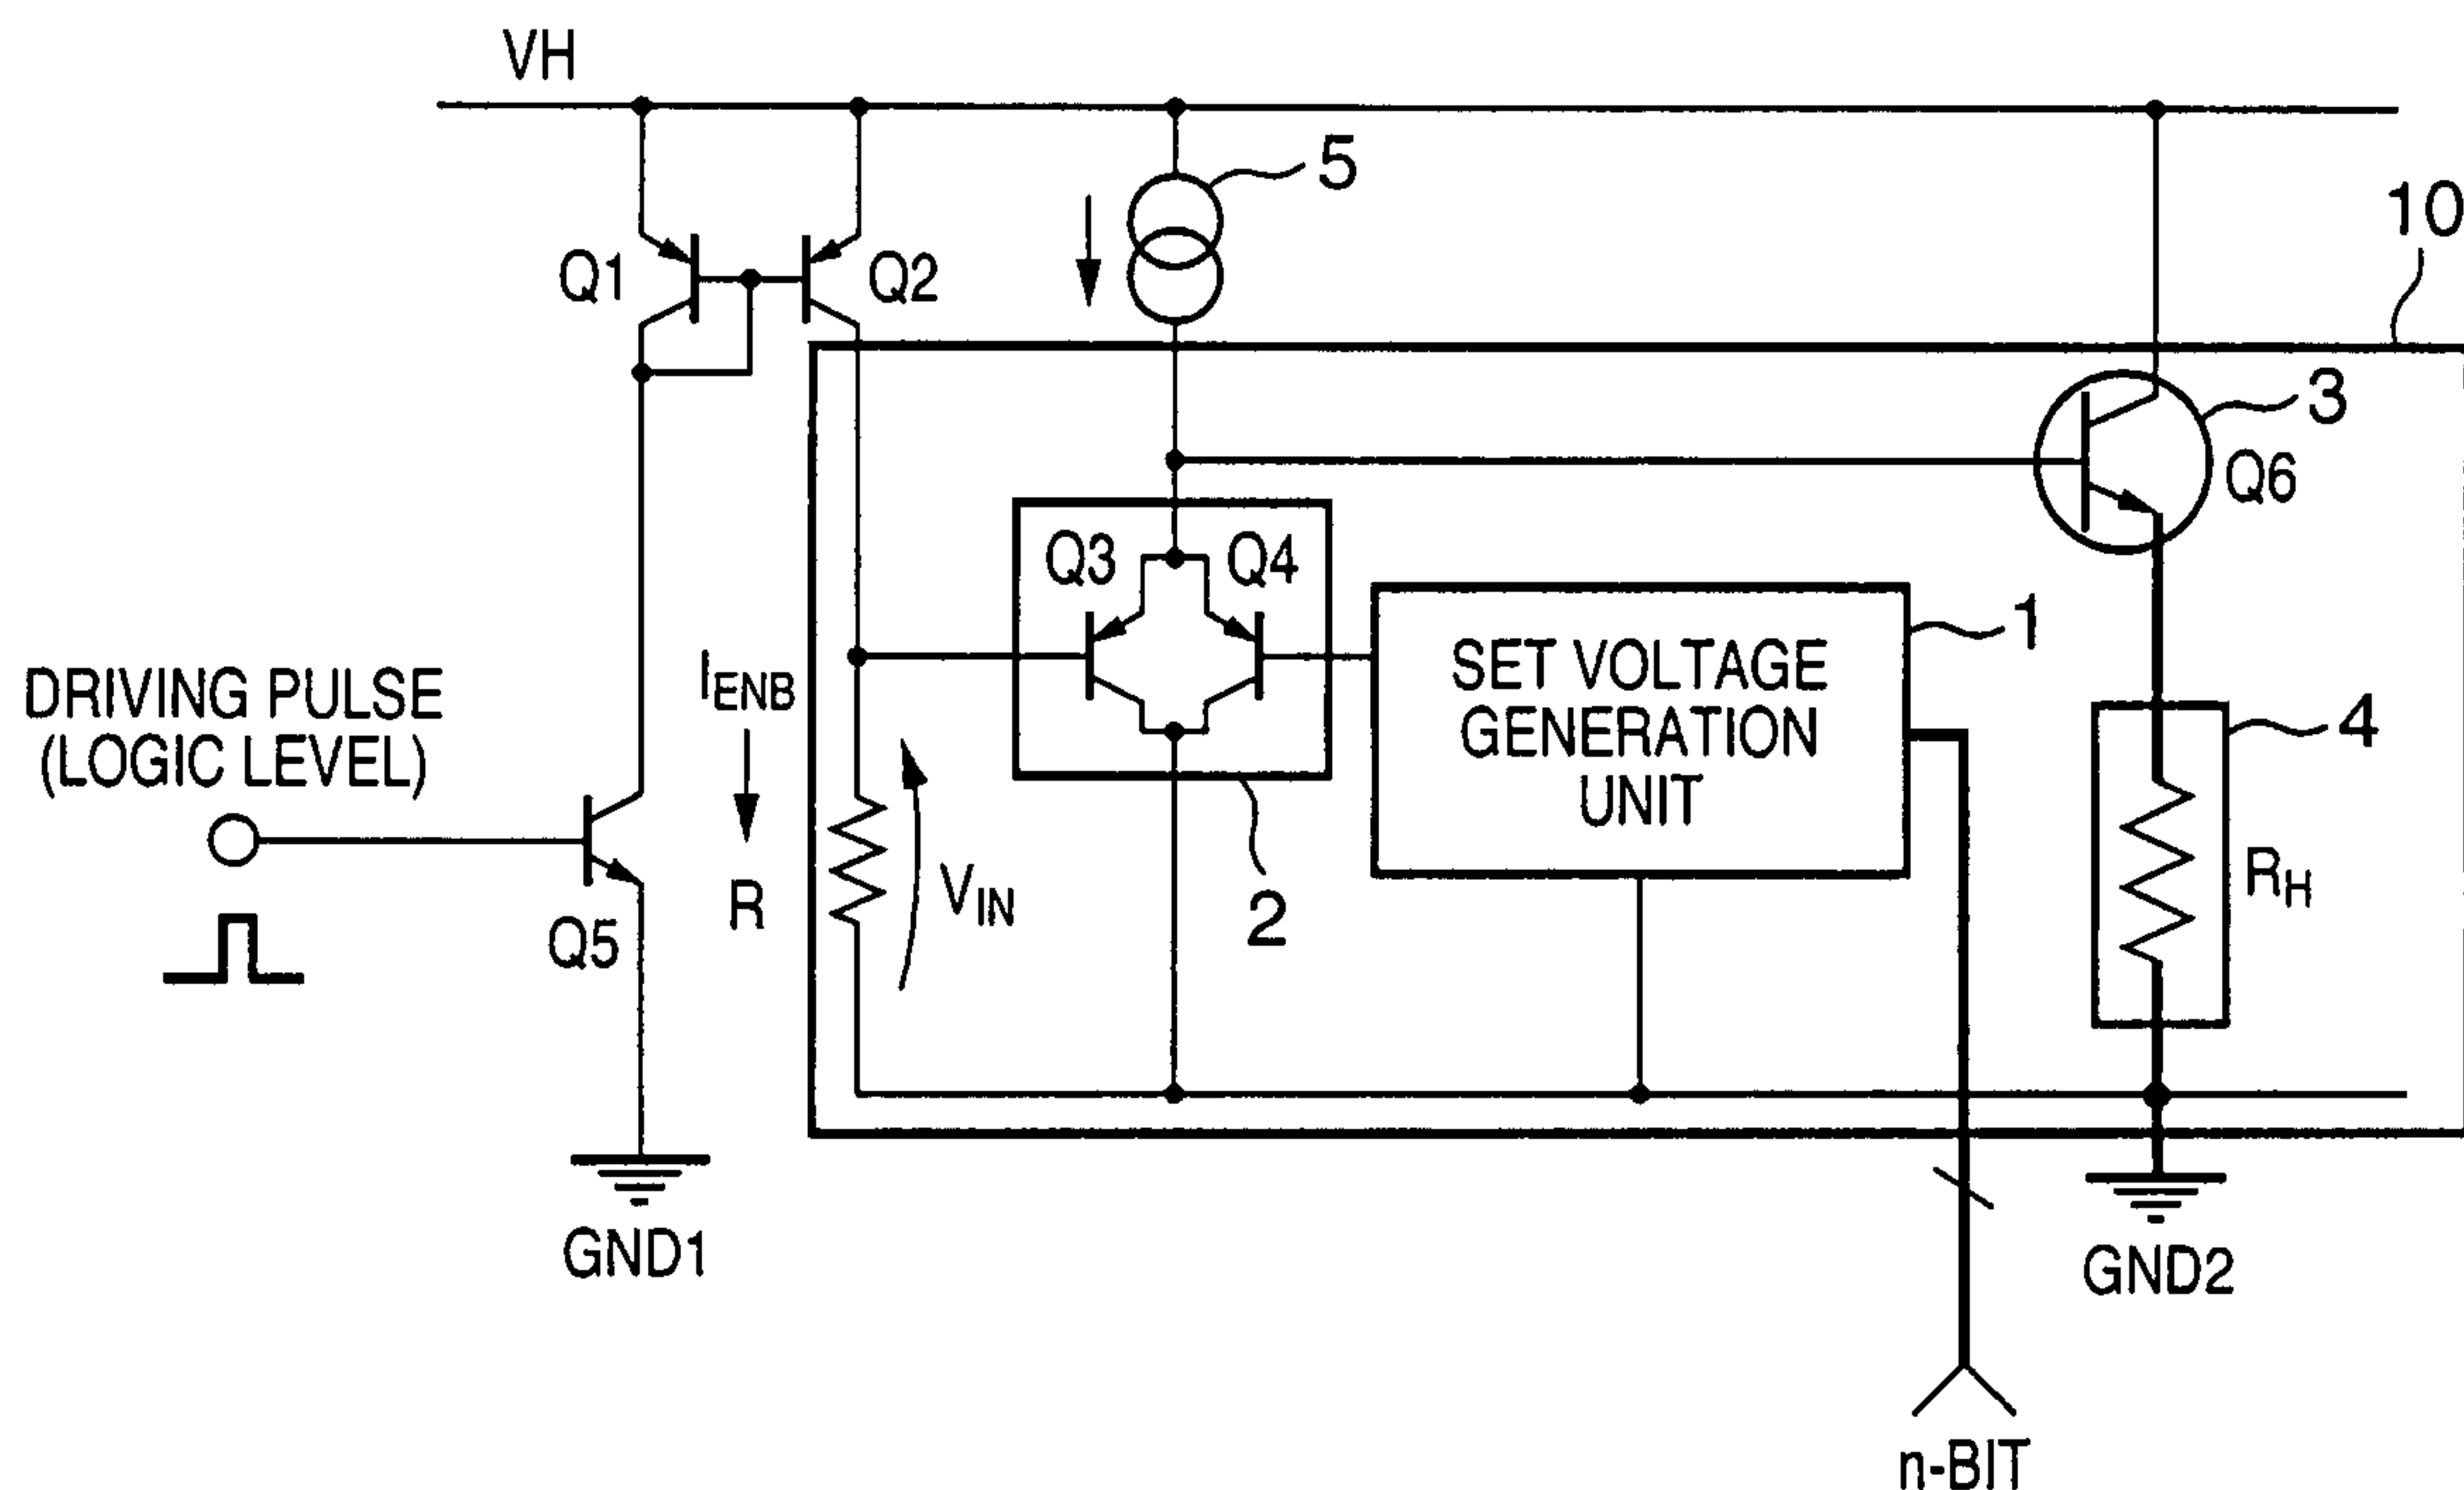 VH
5
10
Q1
Q2
3
Q6
Q3
Q4
1
SET VOLTAGE
GENERATION
UNIT
DRIVING PULSE
(LOGIC LEVEL)
IENB
4
R
VIN
2
RH
Q5
GND1
GND2
n-BIT